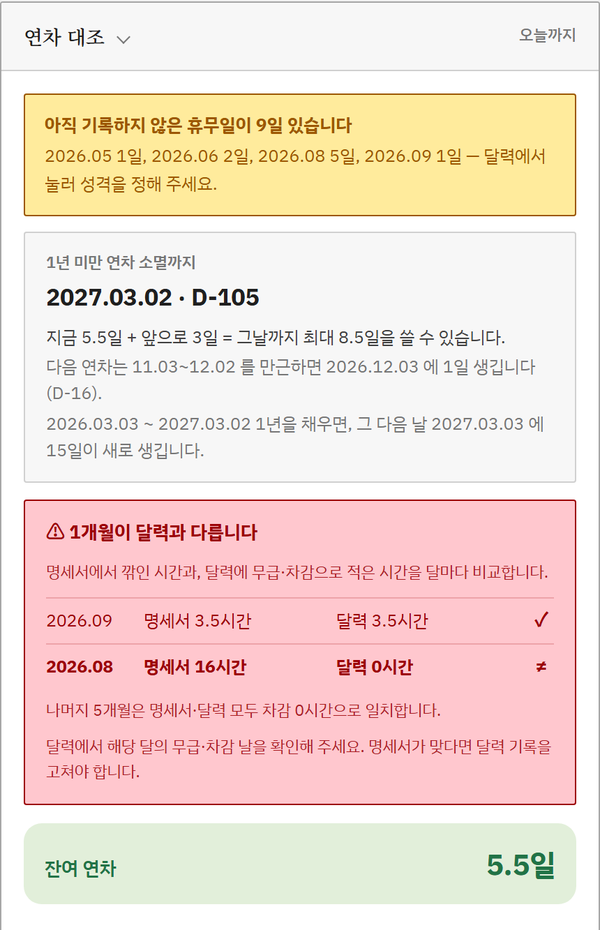 연차 대조
오늘까지
아직 기록하지 않은 휴무일이 9일 있습니다
2026.05 1일, 2026.06 2일, 2026.08 5일, 2026.09 1일 — 달력에서
눌러 성격을 정해 주세요.
1년 미만 연차 소멸까지
2027.03.02 · D-105
지금 5.5일 + 앞으로 3일 = 그날까지 최대 8.5일을 쓸 수 있습니다.
다음 연차는 11.03~12.02 를 만근하면 2026.12.03 에 1일 생깁니다
(D-16).
2026.03.03 ~ 2027.03.02 1년을 채우면, 그 다음 날 2027.03.03 에
15일이 새로 생깁니다.
⚠ 1개월이 달력과 다릅니다
명세서에서 깎인 시간과, 달력에 무급·차감으로 적은 시간을 달마다 비교합니다.
2026.09 명세서 3.5시간 달력 3.5시간 ✓
2026.08 명세서 16시간 달력 0시간 ≠
나머지 5개월은 명세서·달력 모두 차감 0시간으로 일치합니다.
달력에서 해당 달의 무급·차감 날을 확인해 주세요. 명세서가 맞다면 달력 기록을
고쳐야 합니다.
잔여 연차 5.5일